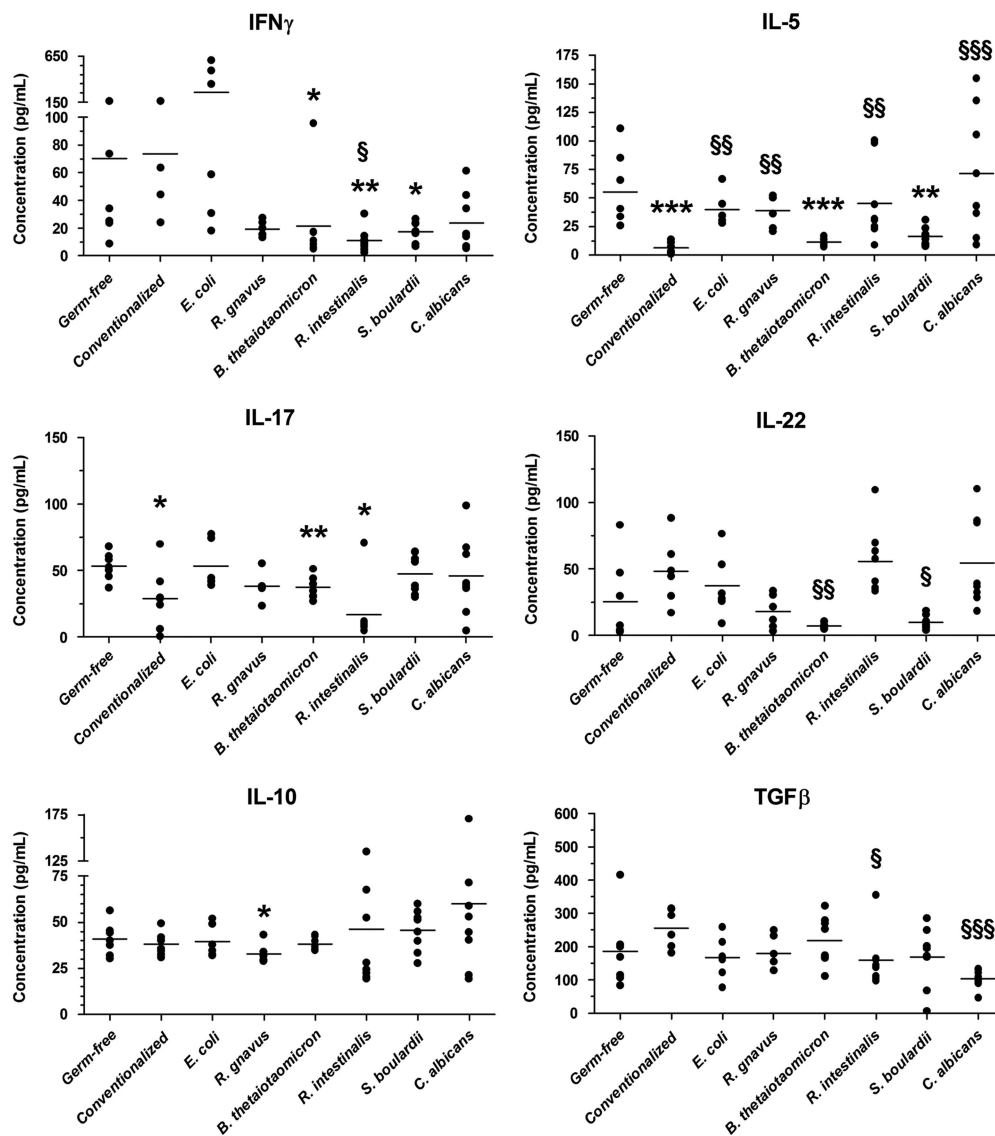 IFNγ
Concentration (pg/mL)
650
150
80
60
40
20
0
*
§
**
*
Germ-free
Conventionalized
E. coli
R. gnavus
B. thetaiotaomicron
R. intestinalis
S. boulardii
C. albicans
IL-5
Concentration (pg/mL)
175
150
125
100
75
50
25
0
***
§§
§§
***
§§
**
§§§
Germ-free
Conventionalized
E. coli
R. gnavus
B. thetaiotaomicron
R. intestinalis
S. boulardii
C. albicans
IL-17
Concentration (pg/mL)
150
100
50
0
*
**
*
Germ-free
Conventionalized
E. coli
R. gnavus
B. thetaiotaomicron
R. intestinalis
S. boulardii
C. albicans
IL-22
Concentration (pg/mL)
150
100
50
0
§§
§
Germ-free
Conventionalized
E. coli
R. gnavus
B. thetaiotaomicron
R. intestinalis
S. boulardii
C. albicans
IL-10
Concentration (pg/mL)
175
125
75
50
25
0
*
Germ-free
Conventionalized
E. coli
R. gnavus
B. thetaiotaomicron
R. intestinalis
S. boulardii
C. albicans
TGFβ
Concentration (pg/mL)
600
500
400
300
200
100
0
§
§§§
Germ-free
Conventionalized
E. coli
R. gnavus
B. thetaiotaomicron
R. intestinalis
S. boulardii
C. albicans